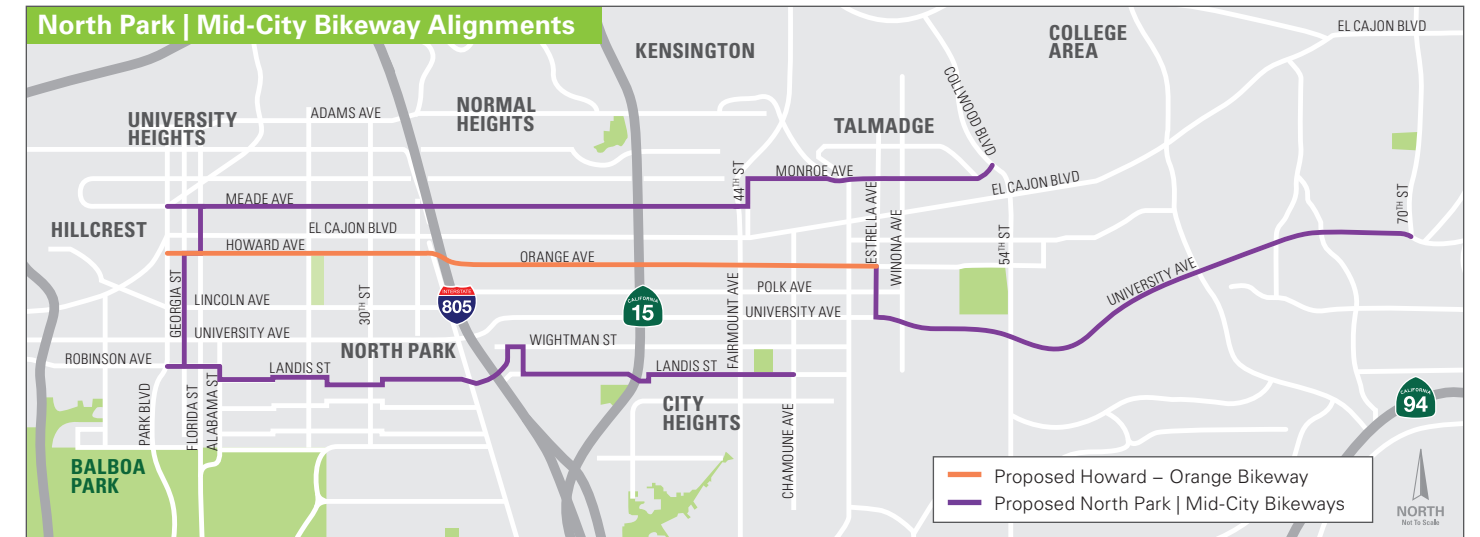 North Park | Mid-City Bikeway Alignments
EL CAJON BLVD
COLLEGE
AREA
KENSINGTON
COLLWOOD BLVD
NORMAL
HEIGHTS
ADAMS AVE
UNIVERSITY
HEIGHTS
TALMADGE
44TH ST
MONROE AVE
EL CAJON BLVD
70TH ST
MEADE AVE
ESTRELLA AVE
WINONA AVE
HILLCREST
EL CAJON BLVD
54TH ST
HOWARD AVE
ORANGE AVE
UNIVERSITY AVE
GEORGIA ST
LINCOLN AVE
30TH ST
INTERSTATE
805
CALIFORNIA
15
FAIRMOUNT AVE
POLK AVE
UNIVERSITY AVE
UNIVERSITY AVE
WIGHTMAN ST
ROBINSON AVE
NORTH PARK
LANDIS ST
LANDIS ST
PARK BLVD
FLORIDA ST
ALABAMA ST
CITY
HEIGHTS
CHAMOUNE AVE
CALIFORNIA
94
BALBOA
PARK
Proposed Howard – Orange Bikeway
Proposed North Park | Mid-City Bikeways
NORTH
Not To Scale